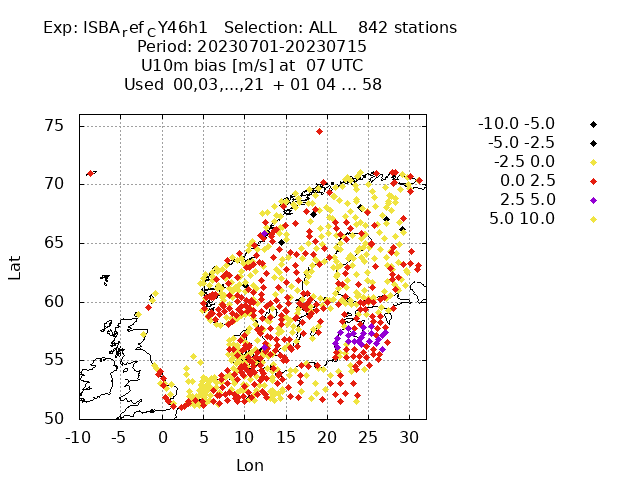 Exp: ISBA_ref_CY46h1   Selection: ALL    842 stations
Period: 20230701-20230715
U10m bias [m/s] at  07 UTC
Used  00,03,...,21  + 01 04 ... 58
75
70
65
60
55
50
-10 -5 0 5 10 15 20 25 30
Lat
Lon
-10.0 -5.0
-5.0 -2.5
-2.5 0.0
0.0 2.5
2.5 5.0
5.0 10.0